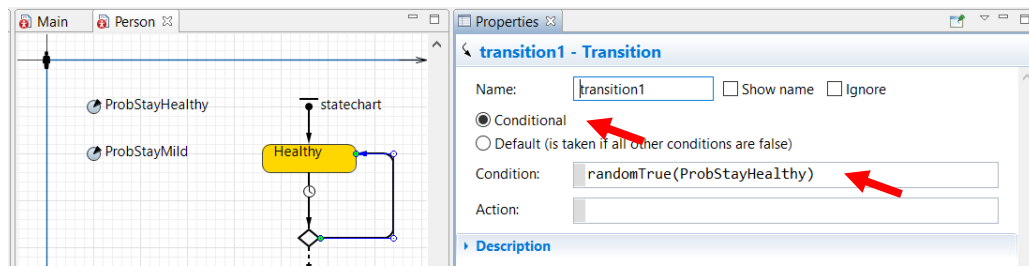 Main
Person
ProbStayHealthy
statechart
ProbStayMild
Healthy
Properties
transition1 - Transition
Name: transition1 Show name Ignore
Conditional
Default (is taken if all other conditions are false)
Condition: randomTrue(ProbStayHealthy)
Action:
Description